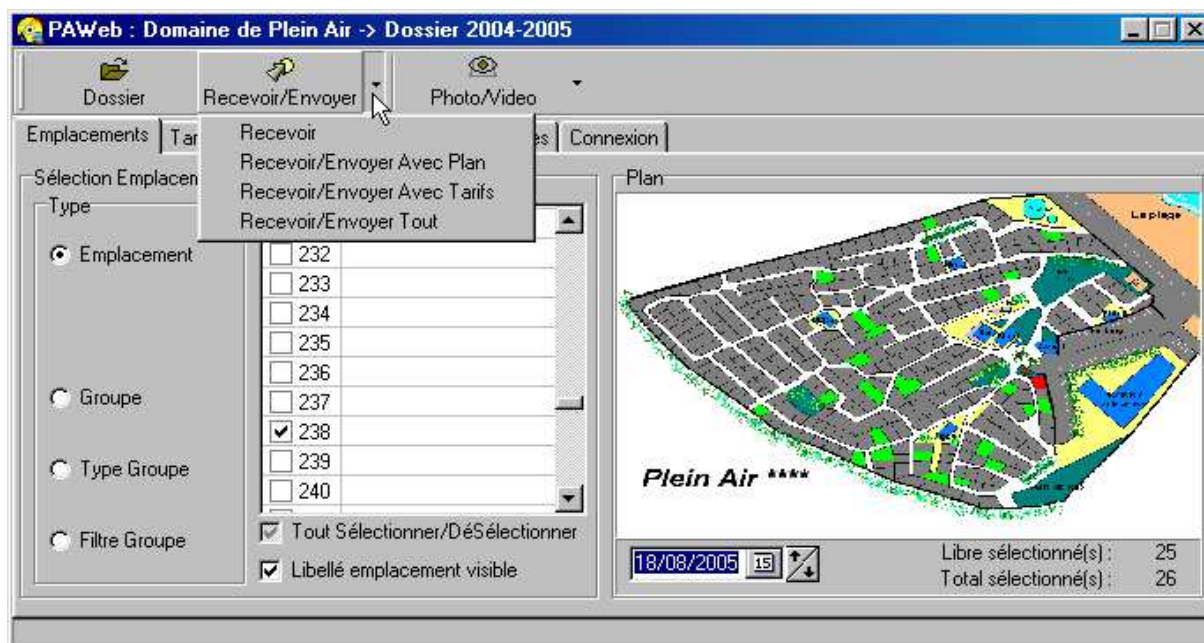 PAWeb : Domaine de Plein Air -> Dossier 2004-2005
Dossier
Recevoir/Envoyer
Photo/Video
Recevoir
Recevoir/Envoyer Avec Plan
Recevoir/Envoyer Avec Tarifs
Recevoir/Envoyer Tout
Emplacements
Connexion
Type
Emplacement
Groupe
Type Groupe
Filtre Groupe
232
233
234
235
236
237
238
239
240
Tout Sélectionner/DéSélectionner
Libellé emplacement visible
Plan
La plage
Plein Air ****
18/08/2005
15
Libre sélectionné(s) : 25
Total sélectionné(s) : 26